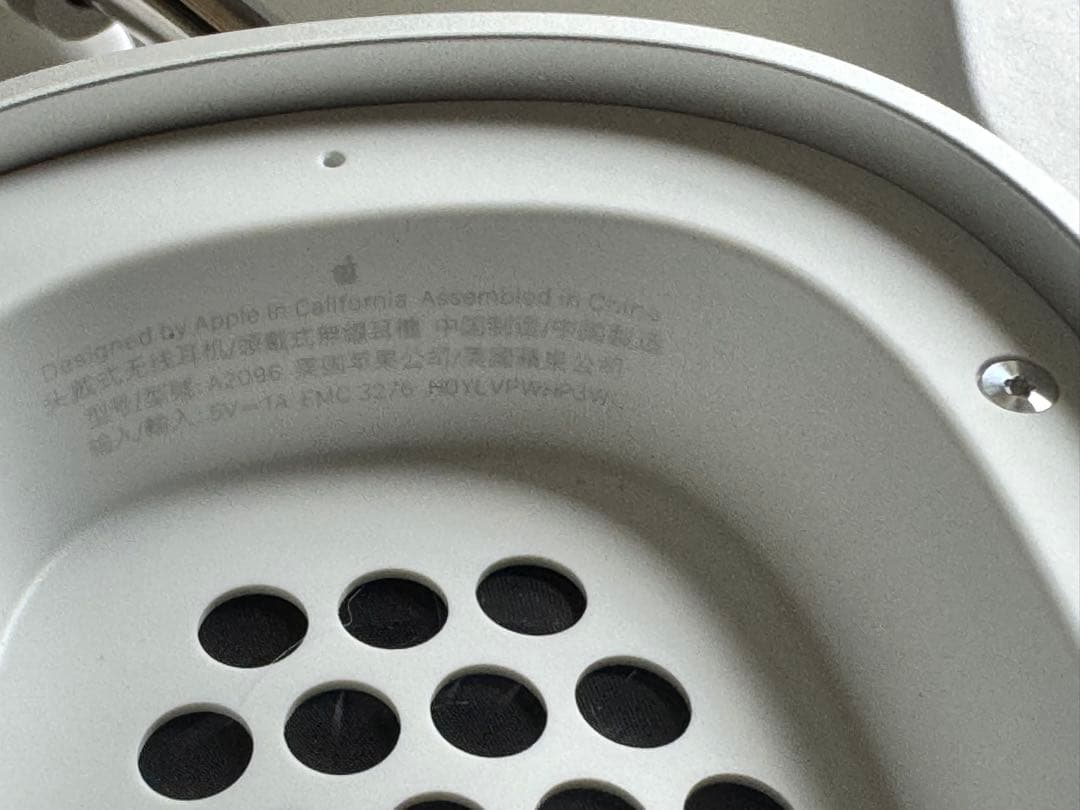 Designed by Apple in California Assembled in China
头戴式无线耳机/頭戴式無線耳機 中国制造/中國製造
型号/型號: A2096 美国苹果公司/美國蘋果公司
输入/輸入: 5V⎓1A EMC 3276